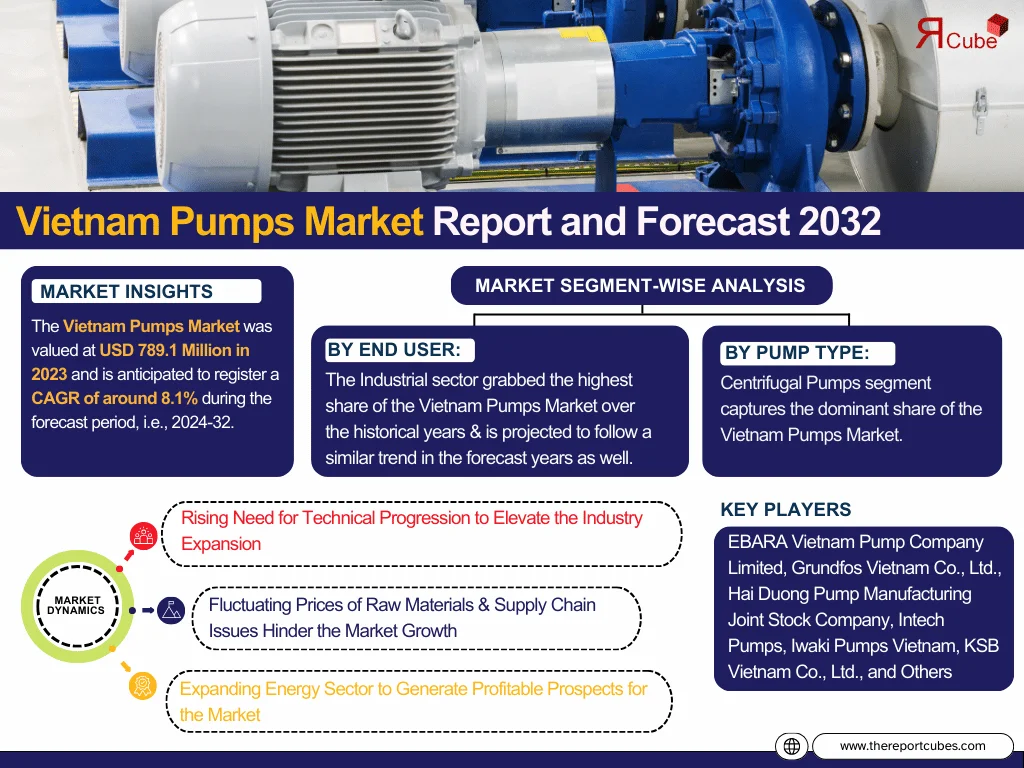 ЯCube
Vietnam Pumps Market Report and Forecast 2032
MARKET INSIGHTS
The Vietnam Pumps Market was
valued at USD 789.1 Million in
2023 and is anticipated to register a
CAGR of around 8.1% during the
forecast period, i.e., 2024-32.
MARKET SEGMENT-WISE ANALYSIS
BY END USER:
The Industrial sector grabbed the highest
share of the Vietnam Pumps Market over
the historical years & is projected to follow a
similar trend in the forecast years as well.
BY PUMP TYPE:
Centrifugal Pumps segment
captures the dominant share of the
Vietnam Pumps Market.
MARKET
DYNAMICS
Rising Need for Technical Progression to Elevate the Industry
Expansion
Fluctuating Prices of Raw Materials & Supply Chain
Issues Hinder the Market Growth
Expanding Energy Sector to Generate Profitable Prospects for
the Market
KEY PLAYERS
EBARA Vietnam Pump Company
Limited, Grundfos Vietnam Co., Ltd.,
Hai Duong Pump Manufacturing
Joint Stock Company, Intech
Pumps, Iwaki Pumps Vietnam, KSB
Vietnam Co., Ltd., and Others
www.thereportcubes.com